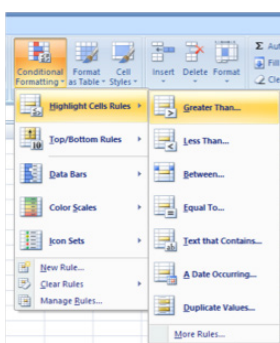 Conditional Formatting
Format as Table
Cell Styles
Insert
Delete
Format
Σ
Fill
Highlight Cells Rules
Top/Bottom Rules
Data Bars
Color Scales
Icon Sets
New Rule...
Clear Rules
Manage Rules...
Greater Than...
Less Than...
Between...
Equal To...
Text that Contains...
A Date Occurring...
Duplicate Values...
More Rules...